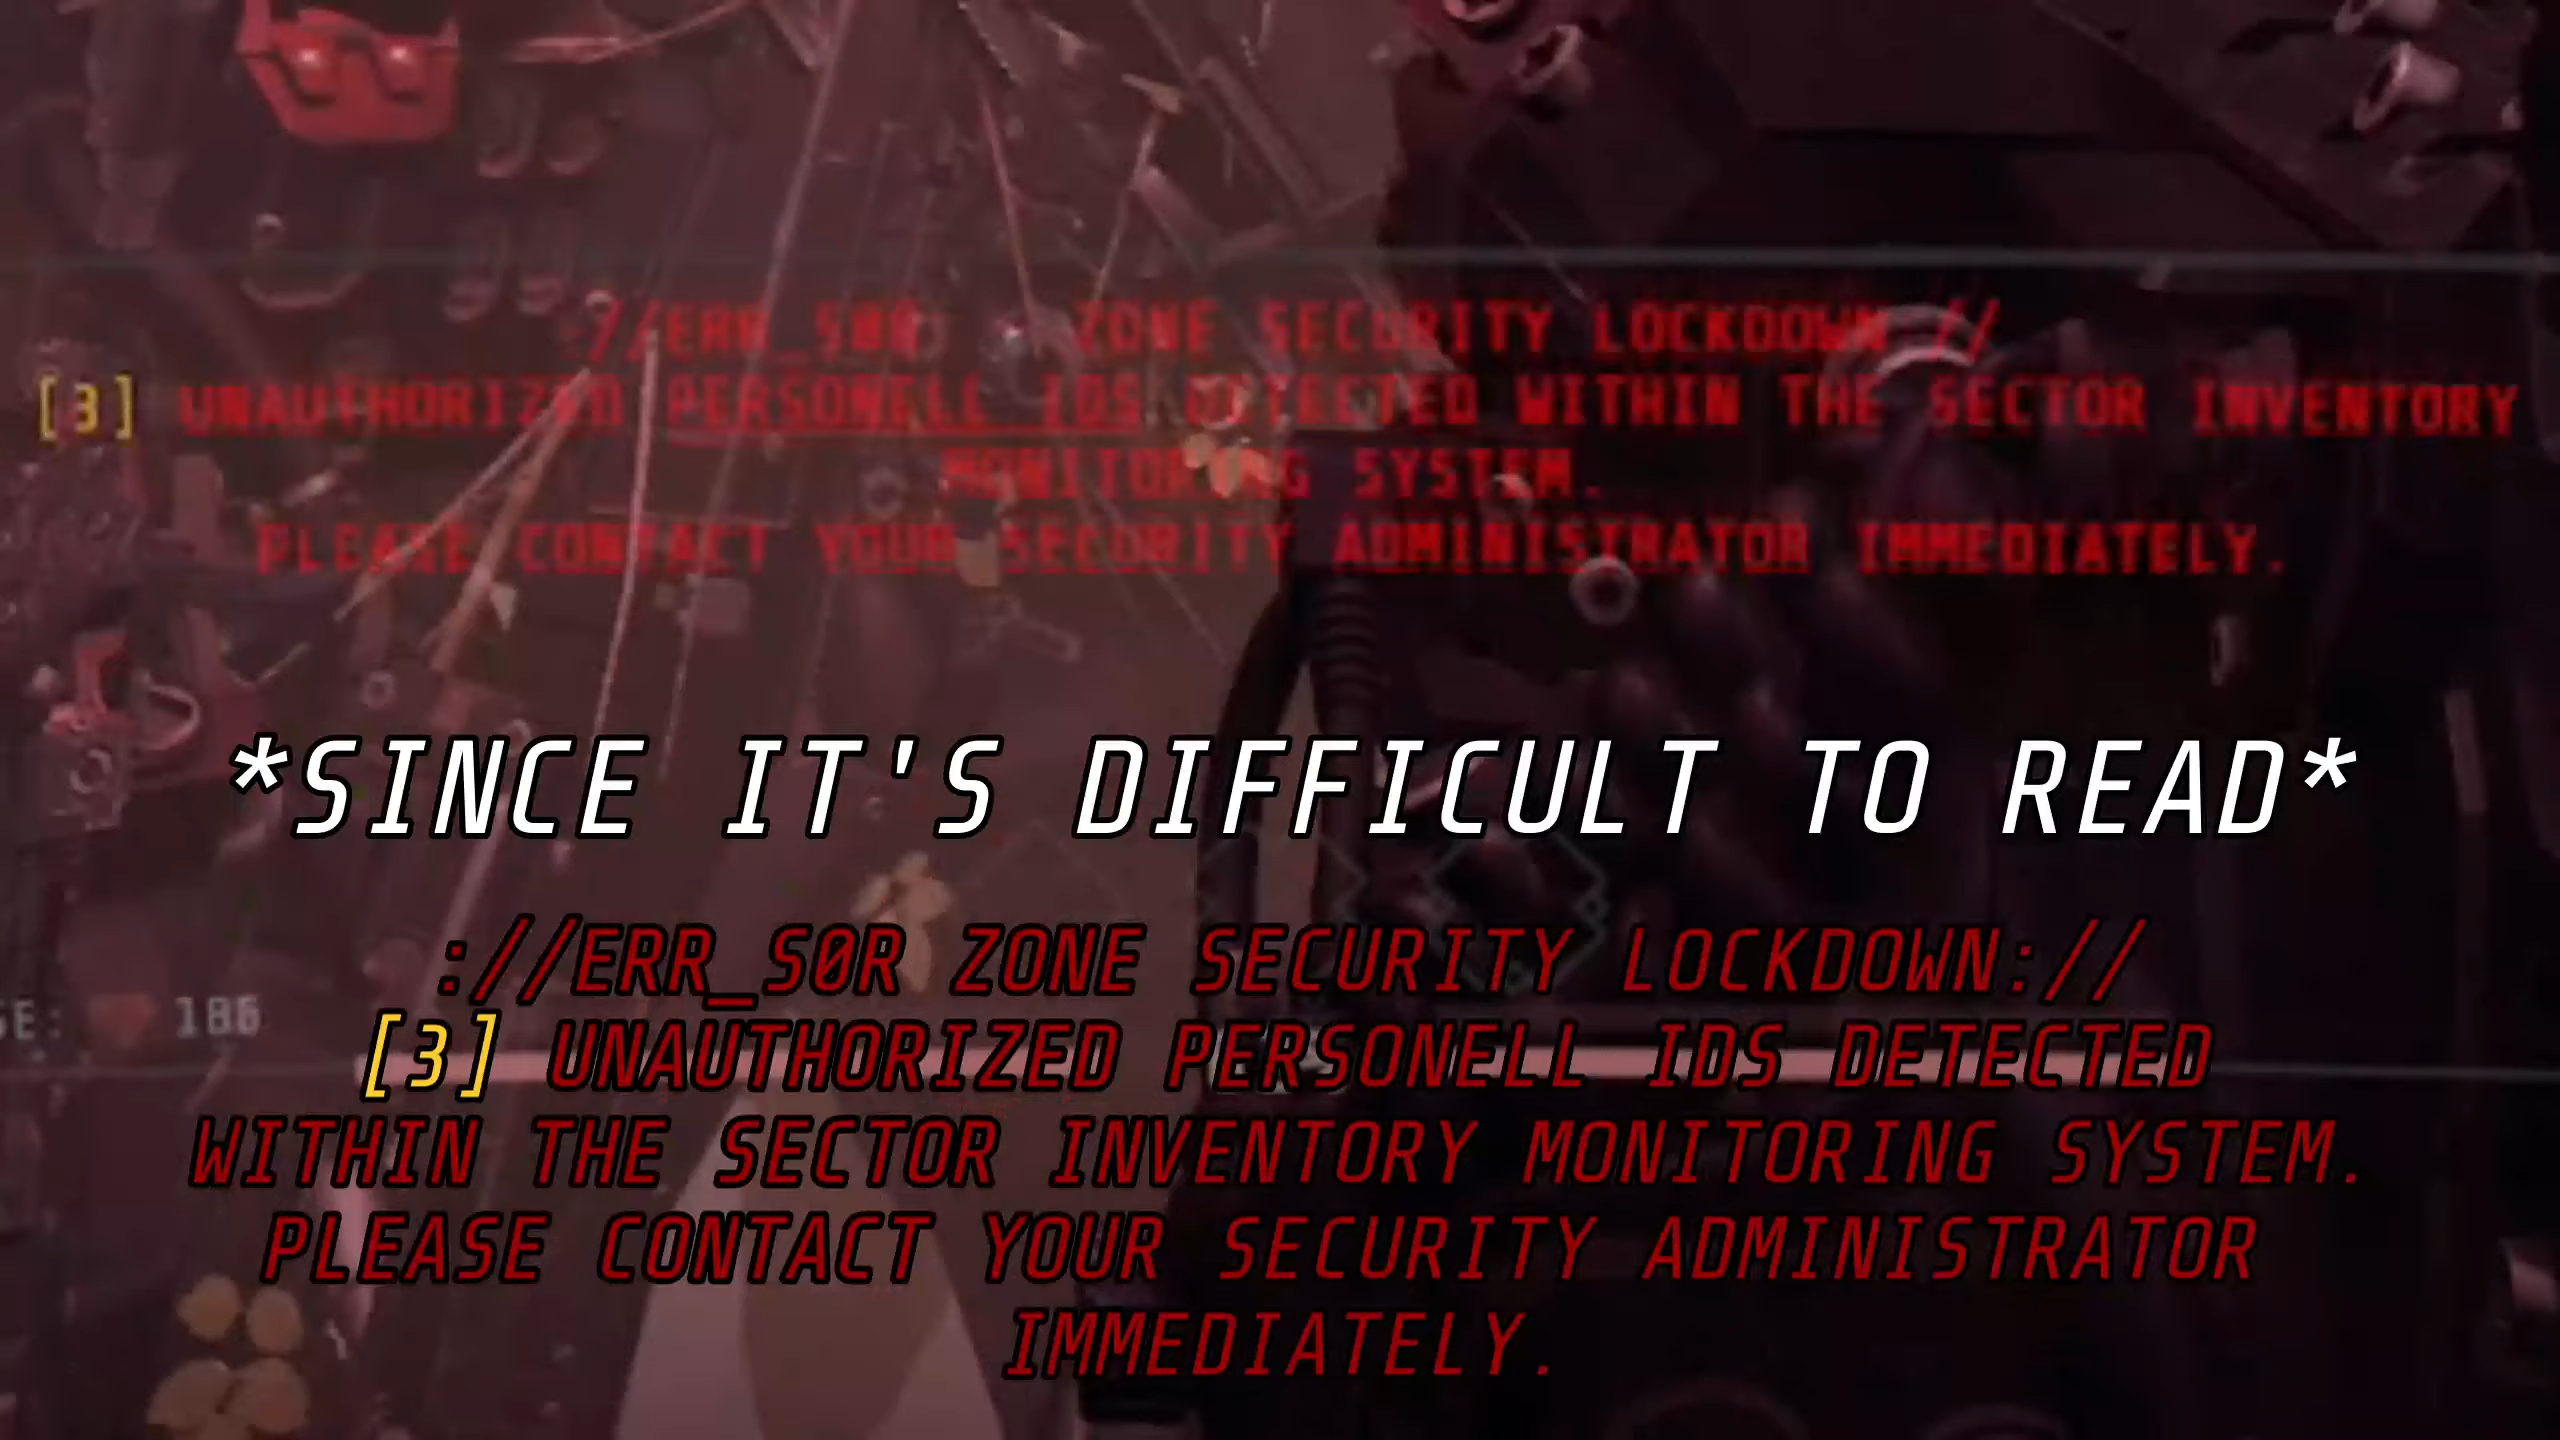 ://ERR_S0R ZONE SECURITY LOCKDOWN://
[3] UNAUTHORIZED PERSONELL IDS DETECTED WITHIN THE SECTOR INVENTORY
MONITORING SYSTEM.
PLEASE CONTACT YOUR SECURITY ADMINISTRATOR IMMEDIATELY.
*SINCE IT'S DIFFICULT TO READ*
://ERR_S0R ZONE SECURITY LOCKDOWN://
SE: 186
[3] UNAUTHORIZED PERSONELL IDS DETECTED
WITHIN THE SECTOR INVENTORY MONITORING SYSTEM.
PLEASE CONTACT YOUR SECURITY ADMINISTRATOR
IMMEDIATELY.